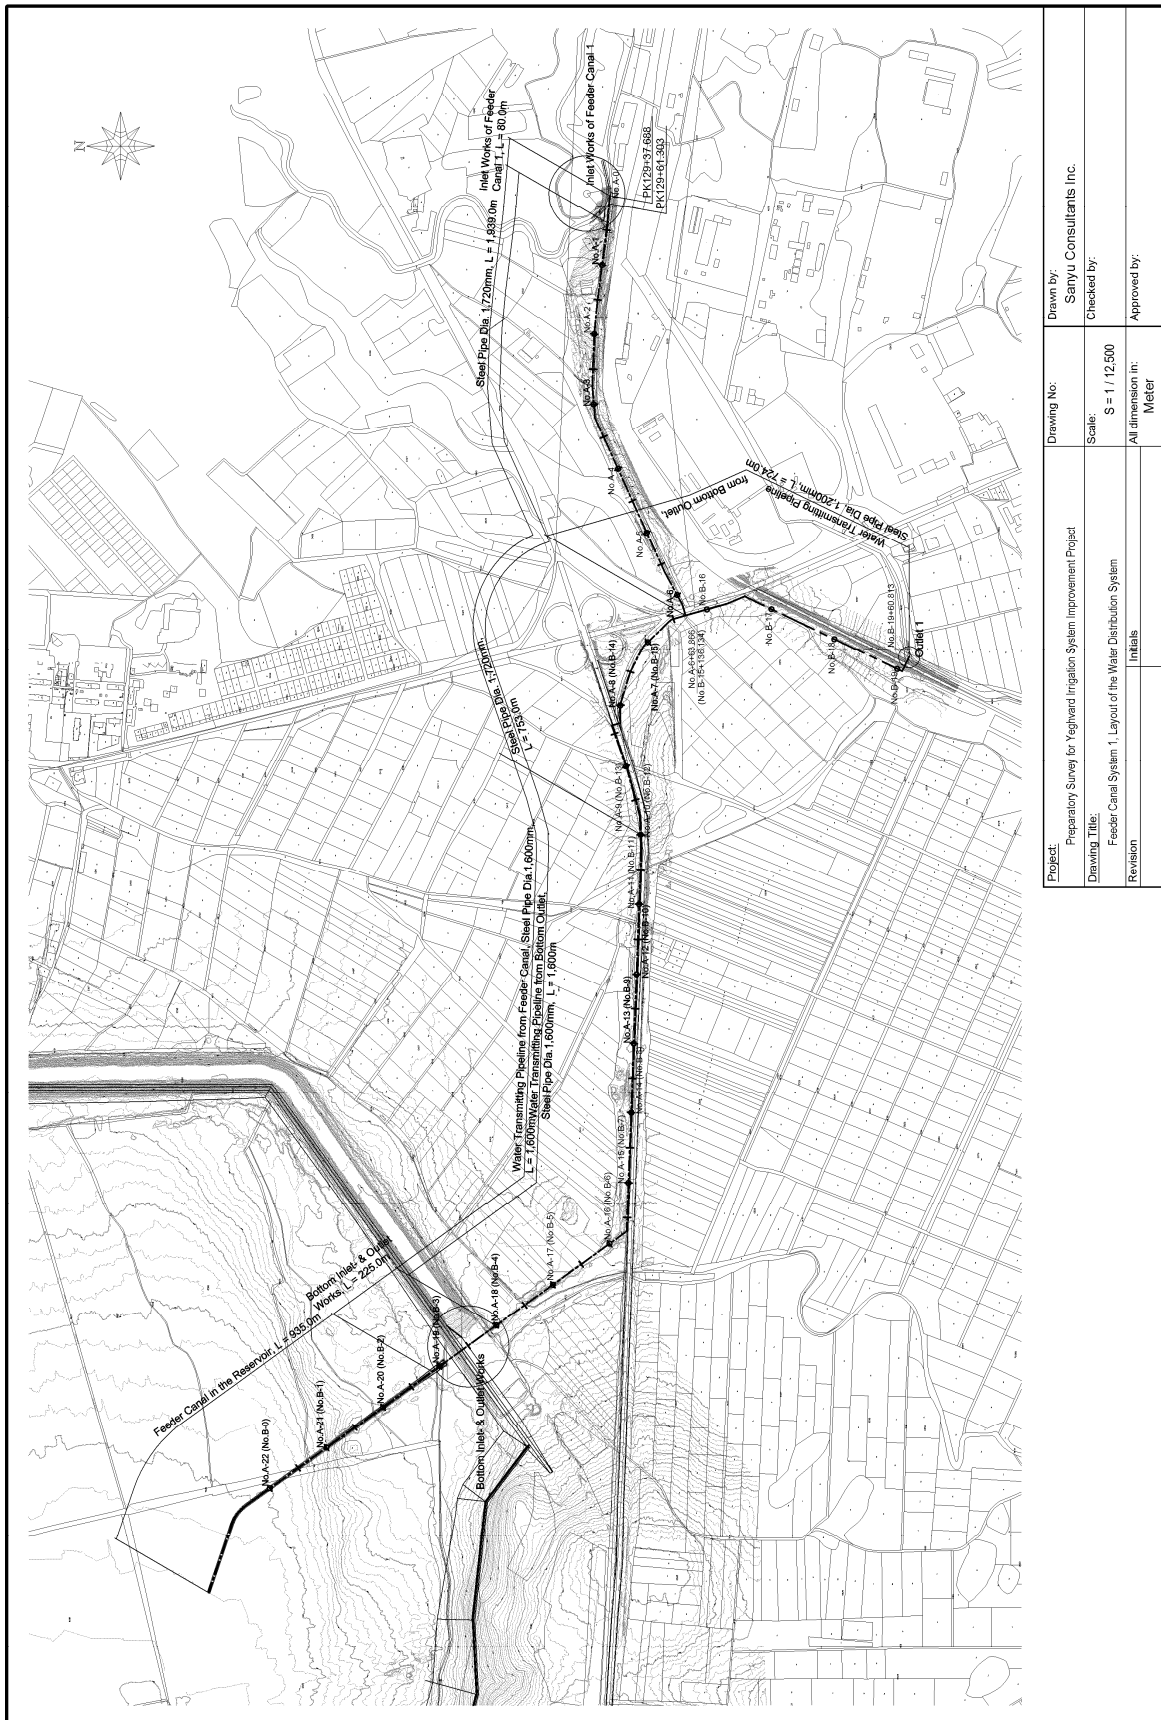 N
Inlet Works of Feeder
Canal 1, L = 80.0m
Inlet Works of Feeder Canal 1
Steel Pipe Dia. 1,720mm, L = 1,939.0m
No.A-0
PK129+37.688
PK129+61.303
No.A-1
No.A-2
No.A-3
No.A-4
No.A-5
No.A-6
Water Transmitting Pipeline
from Bottom Outlet,
Steel Pipe Dia. 1,200mm, L = 724.0m
No.B-16
No.B-17
No.B-18
No.B-19
No.B-19+60.813
Outlet 1
No.A-6+63.866
(No.B-15+136.134)
No.A-7 (No.B-15)
No.A-8 (No.B-14)
Steel Pipe Dia. 1,720mm,
L = 753.0m
No.A-9 (No.B-13)
No.A-10 (No.B-12)
No.A-11 (No.B-11)
No.A-12 (No.B-10)
No.A-13 (No.B-9)
No.A-14 (No.B-8)
No.A-15 (No.B-7)
No.A-16 (No.B-6)
No.A-17 (No.B-5)
No.A-18 (No.B-4)
No.A-19 (No.B-3)
No.A-20 (No.B-2)
No.A-21 (No.B-1)
No.A-22 (No.B-0)
Water Transmitting Pipeline from Feeder Canal, Steel Pipe Dia.1,600mm,
L = 1,600m
Water Transmitting Pipeline from Bottom Outlet,
Steel Pipe Dia.1,600mm, L = 1,600m
Bottom Inlet- & Outlet
Works, L = 225.0m
Feeder Canal in the Reservoir, L = 935.0m
Bottom Inlet- & Outlet Works
Project:
Preparatory Survey for Yeghvard Irrigation System Improvement Project
Drawing Title:
Feeder Canal System 1, Layout of the Water Distribution System
Revision
Initials
Drawing No:
Scale:
S = 1 / 12,500
All dimension in:
Meter
Drawn by:
Sanyu Consultants Inc.
Checked by:
Approved by: